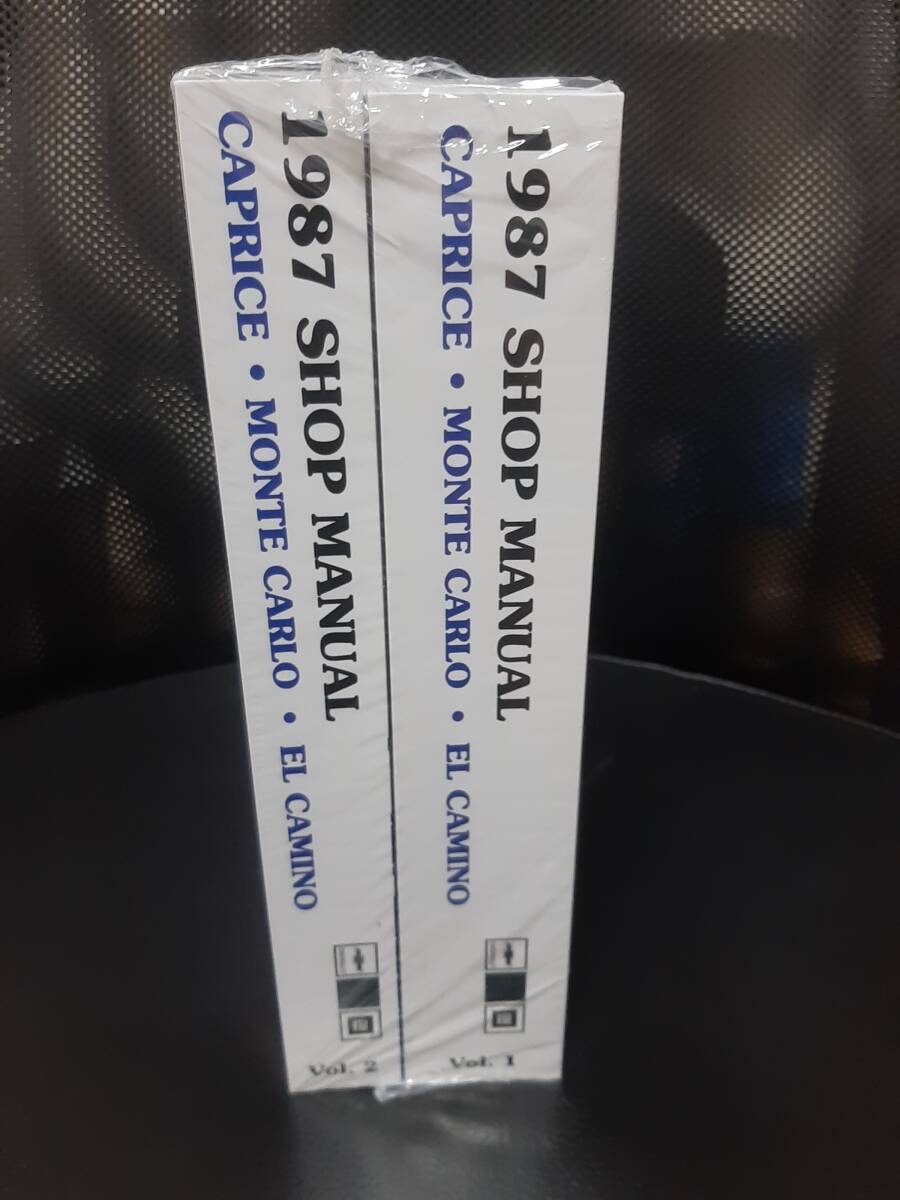 1987 SHOP MANUAL
CAPRICE • MONTE CARLO • EL CAMINO
Vol. 2
1987 SHOP MANUAL
CAPRICE • MONTE CARLO • EL CAMINO
Vol. 1